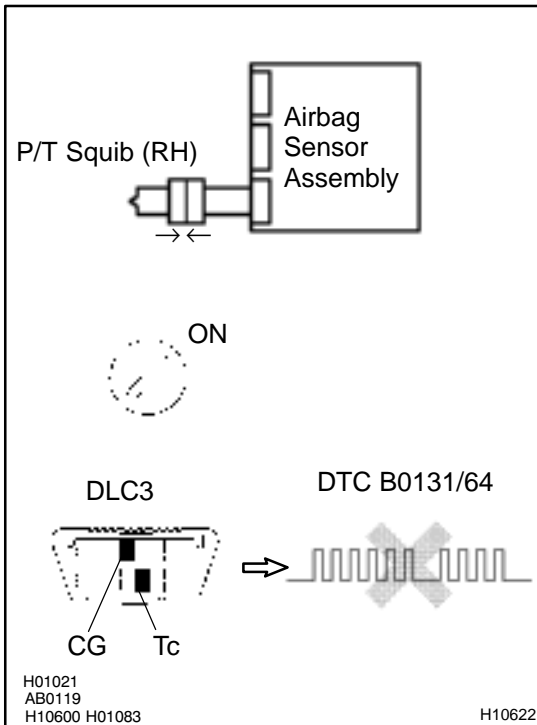 P/T Squib (RH)
Airbag
Sensor
Assembly
ON
DLC3
DTC B0131/64
CG
Tc
H01021
AB0119
H10600 H01083
H10622